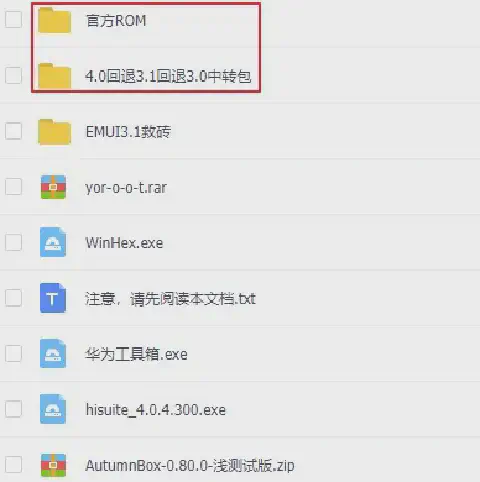 官方ROM
4.0回退3.1回退3.0中转包
EMUI3.1救砖
yor-o-o-t.rar
WinHex.exe
T
注意，请先阅读本文档.txt
华为工具箱.exe
hisuite_4.0.4.300.exe
AutumnBox-0.80.0-浅测试版.zip